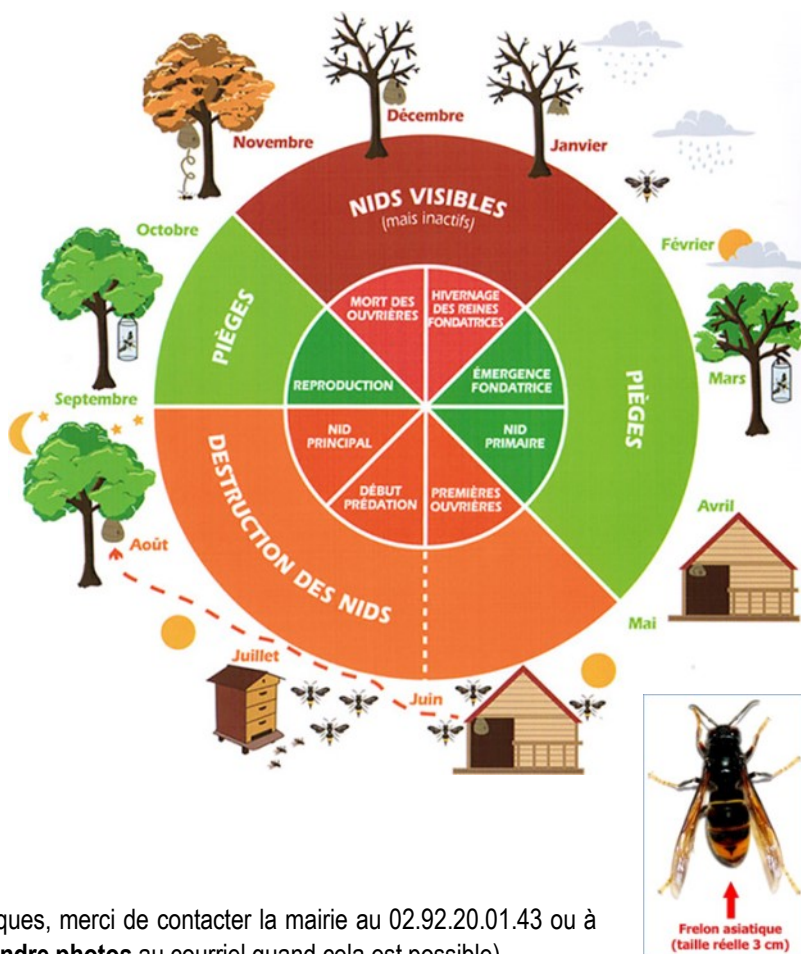 Décembre
Novembre
Janvier
NIDS VISIBLES
(mais inactifs)
Octobre
Février
PIÈGES
MORT DES
OUVRIÈRES
HIVERNAGE
DES REINES
FONDATRICES
REPRODUCTION
ÉMERGENCE
FONDATRICE
PIÈGES
Mars
Septembre
NID
PRINCIPAL
NID
PRIMAIRE
DESTRUCTION DES NIDS
DÉBUT
PRÉDATION
PREMIÈRES
OUVRIÈRES
Avril
Août
Mai
Juillet
Juin
Frelon asiatique
(taille réelle 3 cm)
merci de contacter la mairie au 02.92.20.01.43 ou à
photos au courriel quand cela est possible)